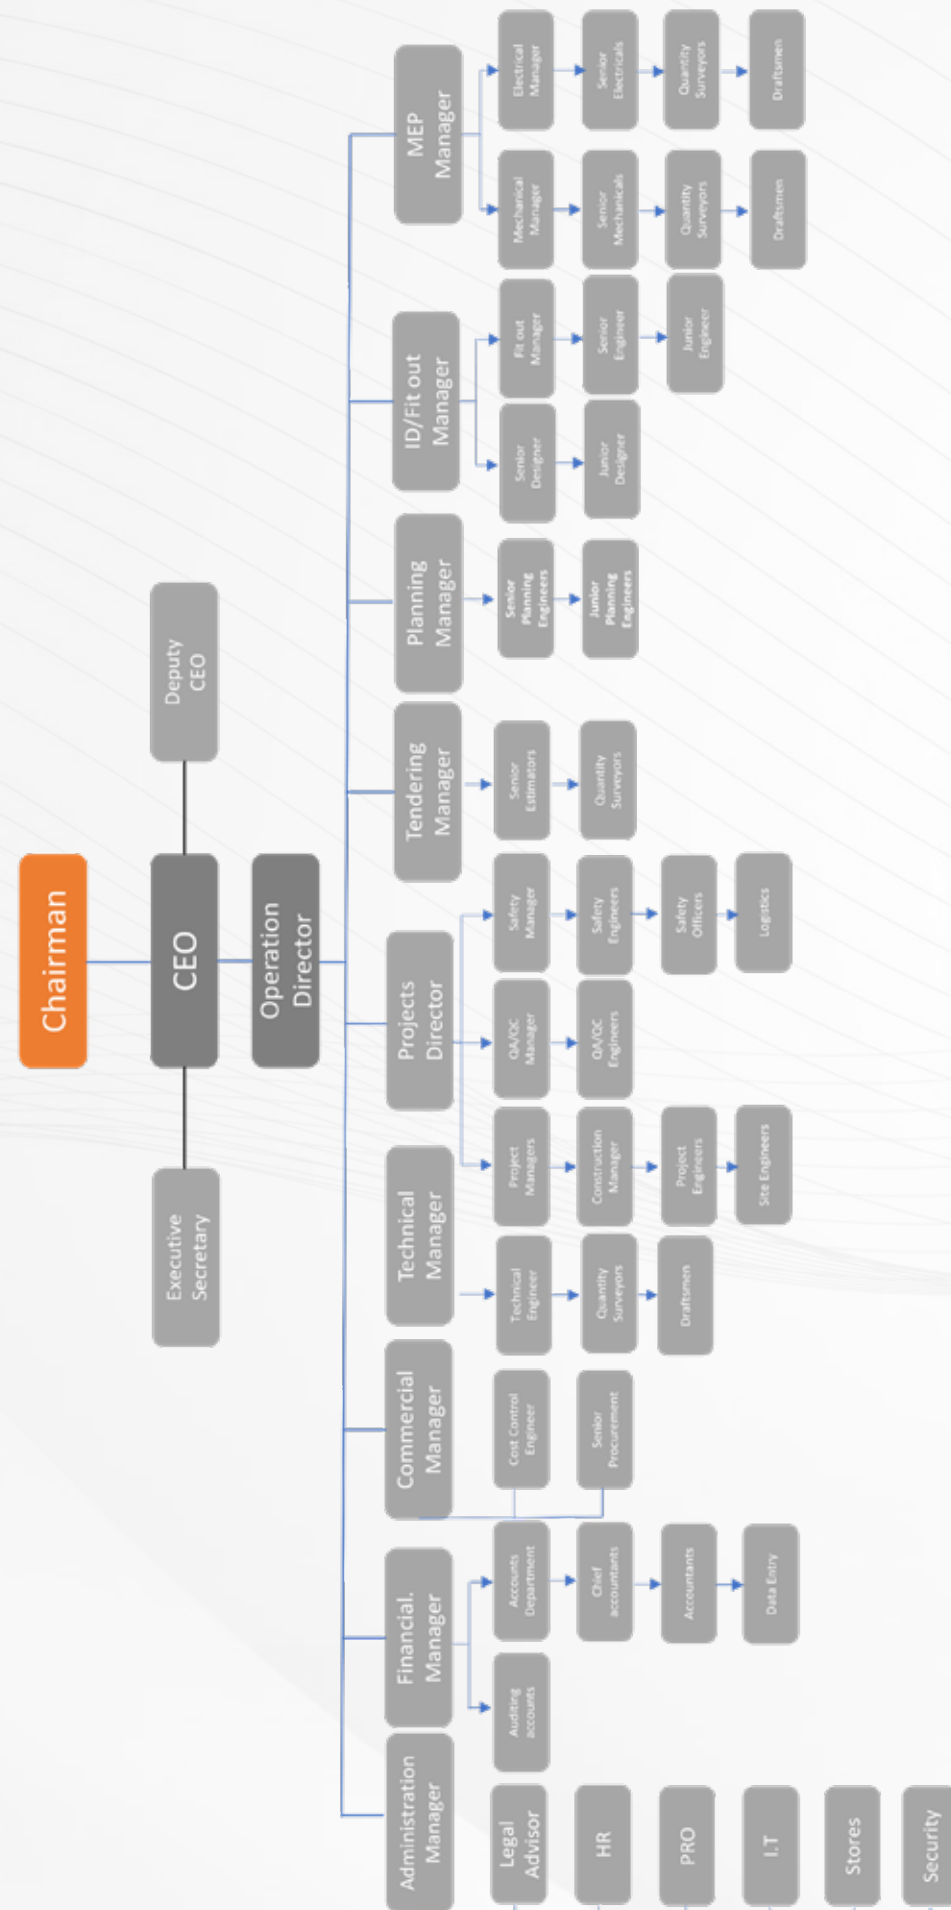 Chairman
Executive
Secretary
CEO
Deputy
CEO
Operation
Director
Administration
Manager
Financial.
Manager
Commercial
Manager
Technical
Manager
Projects
Director
Tendering
Manager
Planning
Manager
ID/Fit out
Manager
MEP
Manager
Legal
Advisor
HR
PRO
I.T
Stores
Security
Auditing
accounts
Accounts
Department
Chief
accountants
Accountants
Data Entry
Cost Control
Engineer
Senior
Procurement
Technical
Engineer
Quantity
Surveyors
Draftsmen
Project
Managers
Construction
Manager
Project
Engineers
Site Engineers
QA/QC
Manager
QA/QC
Engineers
Safety
Manager
Safety
Engineers
Safety
Officers
Logistics
Senior
Estimators
Quantity
Surveyors
Senior
Planning
Engineers
Junior
Planning
Engineers
Senior
Designer
Junior
Designer
Fit out
Manager
Senior
Engineer
Junior
Engineer
Mechanical
Manager
Senior
Mechanicals
Quantity
Surveyors
Draftsmen
Electrical
Manager
Senior
Electricals
Quantity
Surveyors
Draftsmen